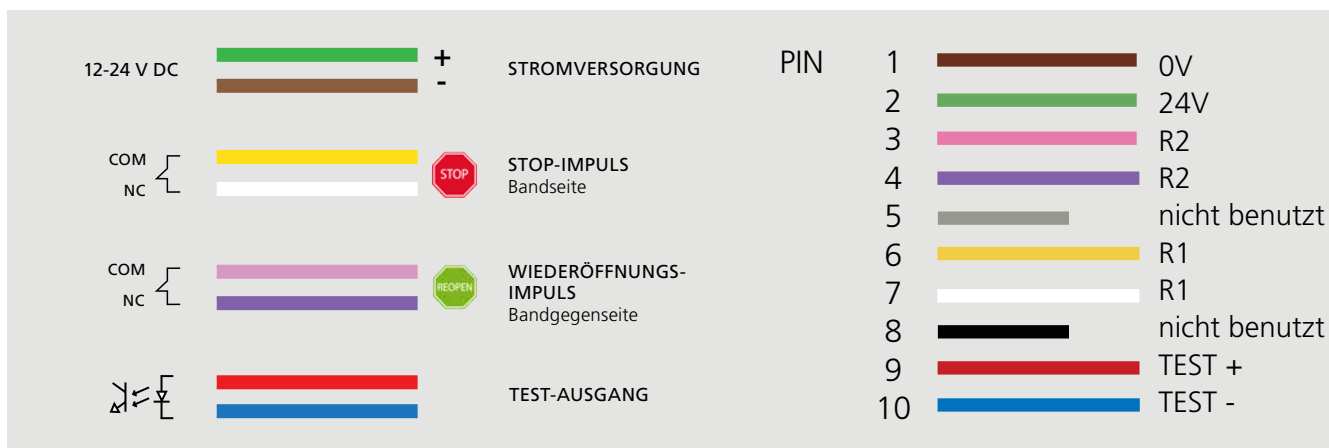 12-24 V DC
+
-
STROMVERSORGUNG
COM
NC
STOP
STOP-IMPULS
Bandseite
COM
NC
REOPEN
WIEDERÖFFNUNGS-
IMPULS
Bandgegenseite
TEST-AUSGANG
PIN 1 0V
2 24V
3 R2
4 R2
5 nicht benutzt
6 R1
7 R1
8 nicht benutzt
9 TEST +
10 TEST -